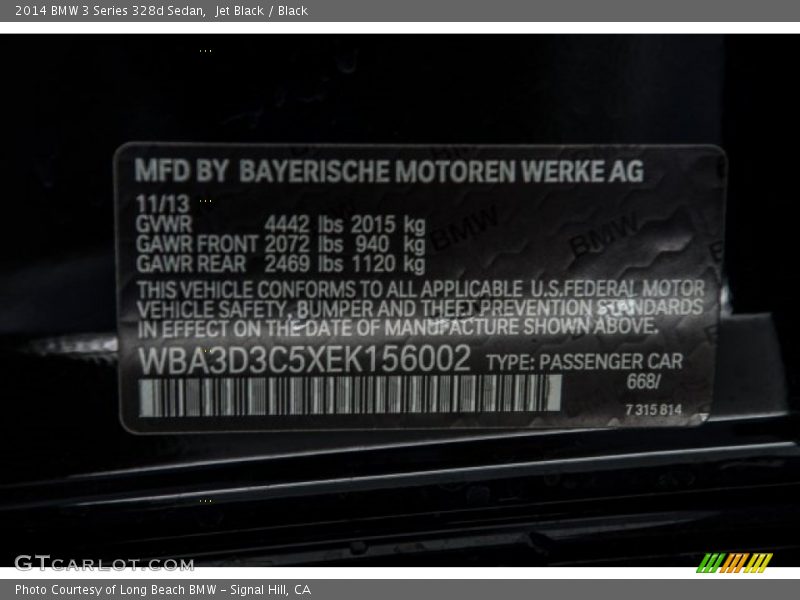 2014 BMW 3 Series 328d Sedan, Jet Black / Black
MFD BY BAYERISCHE MOTOREN WERKE AG
11/13
GVWR 4442 lbs 2015 kg
GAWR FRONT 2072 lbs 940 kg
GAWR REAR 2469 lbs 1120 kg
THIS VEHICLE CONFORMS TO ALL APPLICABLE U.S.FEDERAL MOTOR
VEHICLE SAFETY, BUMPER AND THEFT PREVENTION STANDARDS
IN EFFECT ON THE DATE OF MANUFACTURE SHOWN ABOVE.
WBA3D3C5XEK156002 TYPE: PASSENGER CAR
668/
7 315 814
BMW BMW
GTCARLOT.COM
Photo Courtesy of Long Beach BMW - Signal Hill, CA